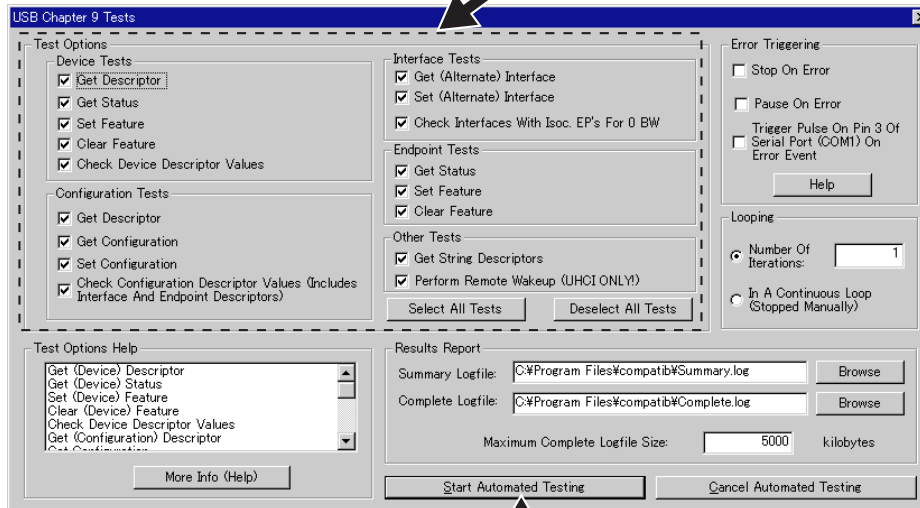 USB Chapter 9 Tests
Test Options
Device Tests
Get Descriptor
Get Status
Set Feature
Clear Feature
Check Device Descriptor Values
Configuration Tests
Get Descriptor
Get Configuration
Set Configuration
Check Configuration Descriptor Values (Includes
Interface And Endpoint Descriptors)
Interface Tests
Get (Alternate) Interface
Set (Alternate) Interface
Check Interfaces With Isoc. EP's For 0 BW
Endpoint Tests
Get Status
Set Feature
Clear Feature
Other Tests
Get String Descriptors
Perform Remote Wakeup (UHCI ONLY!)
Select All Tests
Deselect All Tests
Error Triggering
Stop On Error
Pause On Error
Trigger Pulse On Pin 3 Of
Serial Port (COM1) On
Error Event
Help
Looping
Number Of
Iterations:
1
In A Continuous Loop
(Stopped Manually)
Test Options Help
Get (Device) Descriptor
Get (Device) Status
Set (Device) Feature
Clear (Device) Feature
Check Device Descriptor Values
Get (Configuration) Descriptor
Get Configuration
More Info (Help)
Results Report
Summary Logfile:
C:¥Program Files¥compatib¥Summary.log
Browse
Complete Logfile:
C:¥Program Files¥compatib¥Complete.log
Browse
Maximum Complete Logfile Size:
5000
kilobytes
Start Automated Testing
Cancel Automated Testing